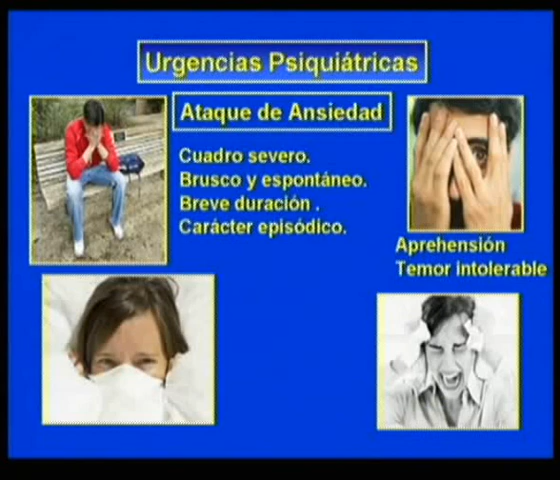 Urgencias Psiquiátricas
Ataque de Ansiedad
Cuadro severo.
Brusco y espontáneo.
Breve duración .
Carácter episódico.
Aprehensión
Temor intolerable